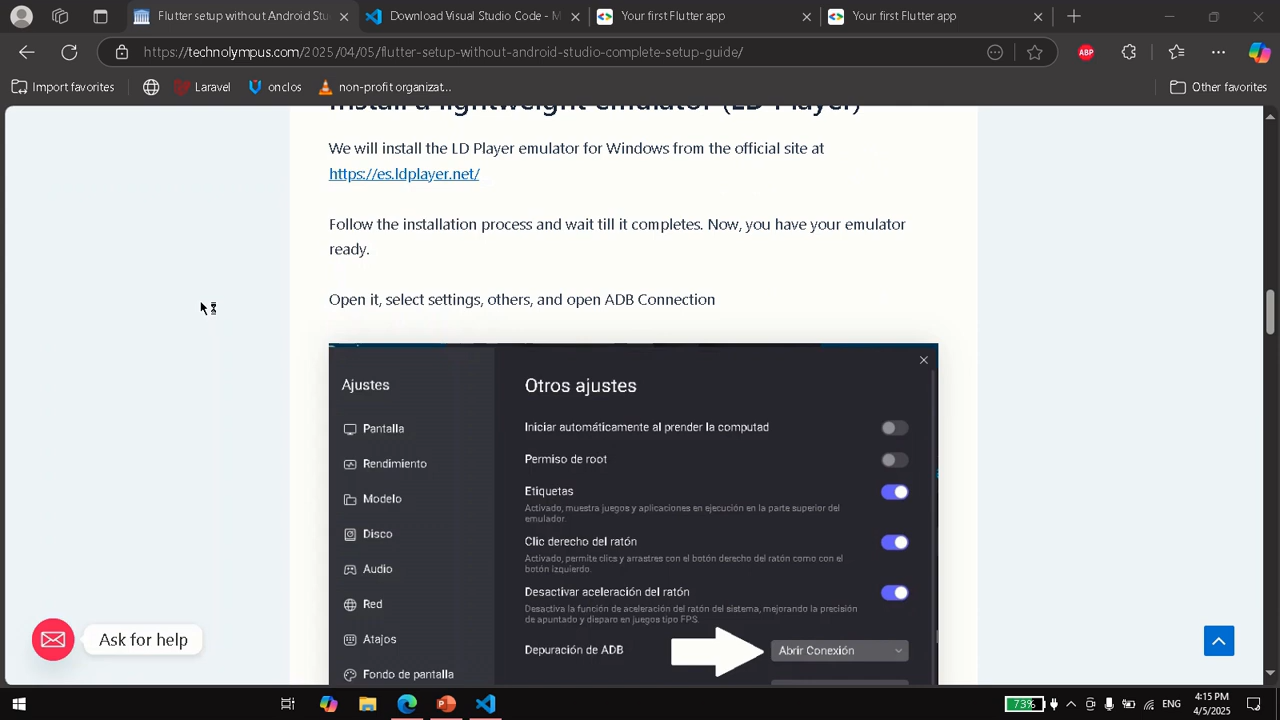 Flutter setup without Android Stud
Download Visual Studio Code - M
Your first Flutter app
Your first Flutter app
https://technolympus.com/2025/04/05/flutter-setup-without-android-studio-complete-setup-guide/
ABP
Import favorites
Laravel
onclos
non-profit organizat...
Other favorites
Install a lightweight emulator (LD Player)
We will install the LD Player emulator for Windows from the official site at
https://es.ldplayer.net/
Follow the installation process and wait till it completes. Now, you have your emulator
ready.
Open it, select settings, others, and open ADB Connection
Ajustes
Pantalla
Rendimiento
Modelo
Disco
Audio
Red
Atajos
Fondo de pantalla
Otros ajustes
Iniciar automáticamente al prender la computad
Permiso de root
Etiquetas
Activado, muestra juegos y aplicaciones en ejecución en la parte superior del
emulador.
Clic derecho del ratón
Activado, permite clics y arrastres con el botón derecho del ratón como con el
botón izquierdo.
Desactivar aceleración del ratón
Desactiva la función de aceleración del ratón del sistema, mejorando la precisión
de apuntado y disparo en juegos tipo FPS.
Depuración de ADB
Abrir Conexión
Ask for help
73%
ENG
4:15 PM
4/5/2025